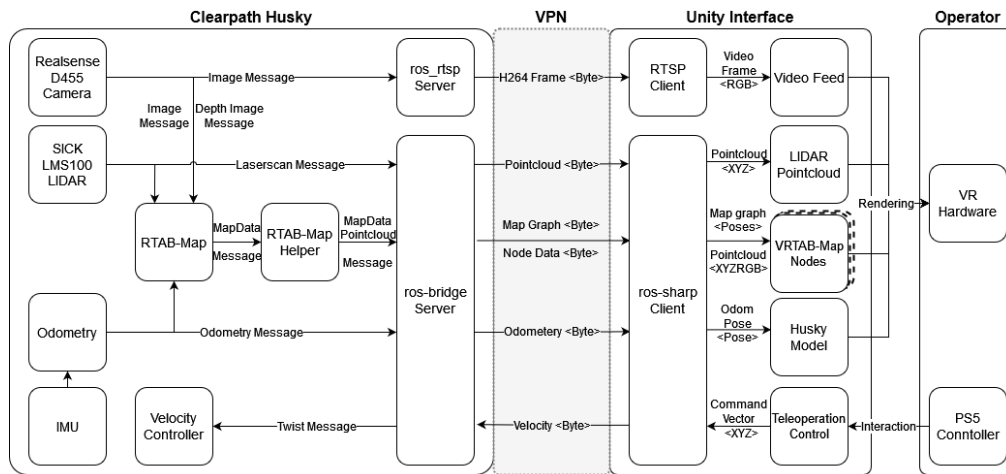 Clearpath Husky
VPN
Unity Interface
Operator
Realsense
D455
Camera
Image Message
ros_rtsp
Server
H264 Frame <Byte>
RTSP
Client
Video
Frame
<RGB>
Video Feed
Image
Message
Depth Image
Message
SICK
LMS100
LIDAR
Laserscan Message
Pointcloud <Byte>
Pointcloud
<XYZ>
LIDAR
Pointcloud
Rendering
VR
Hardware
RTAB-Map
MapData
Message
RTAB-Map
Helper
MapData
Pointcloud
Message
ros-bridge
Server
Map Graph <Byte>
Node Data <Byte>
ros-sharp
Client
Map graph
<Poses>
Pointcloud
<XYZRGB>
VRTAB-Map
Nodes
Odometry
Odometry Message
Odometery <Byte>
Odom
Pose
<Pose>
Husky
Model
IMU
Velocity
Controller
Twist Message
Velocity <Byte>
Command
Vector
<XYZ>
Teleoperation
Control
Interaction
PS5
Conntoller